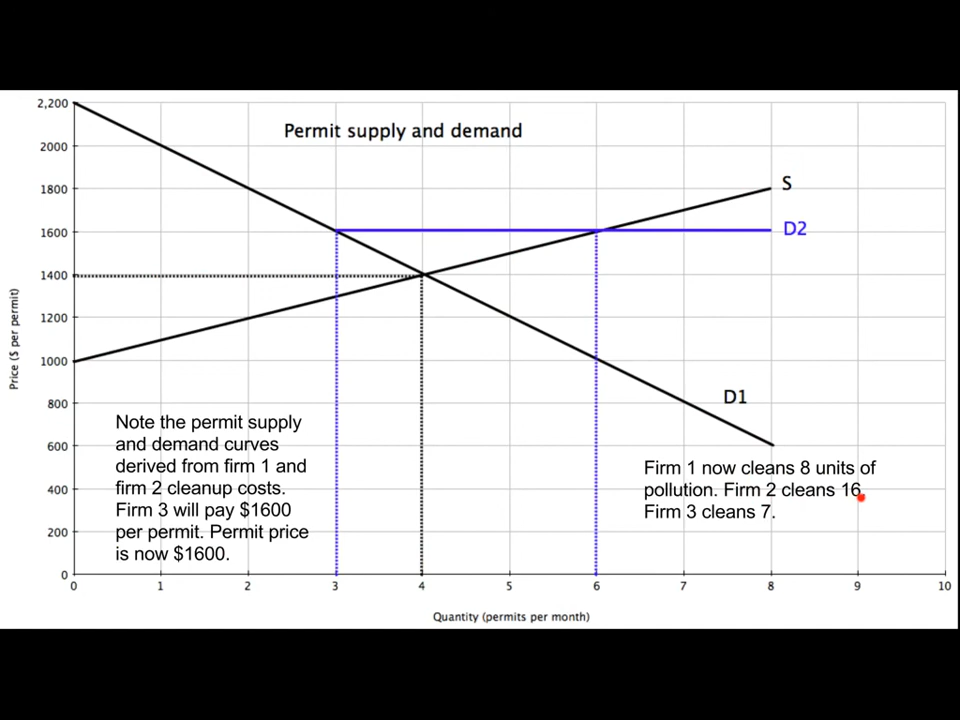 Permit supply and demand
2,200
2000
1800
1600
1400
1200
1000
800
600
400
200
0
Price ($ per permit)
S
D2
D1
Note the permit supply
and demand curves
derived from firm 1 and
firm 2 cleanup costs.
Firm 3 will pay $1600
per permit. Permit price
is now $1600.
Firm 1 now cleans 8 units of
pollution. Firm 2 cleans 16.
Firm 3 cleans 7.
0 1 2 3 4 5 6 7 8 9 10
Quantity (permits per month)